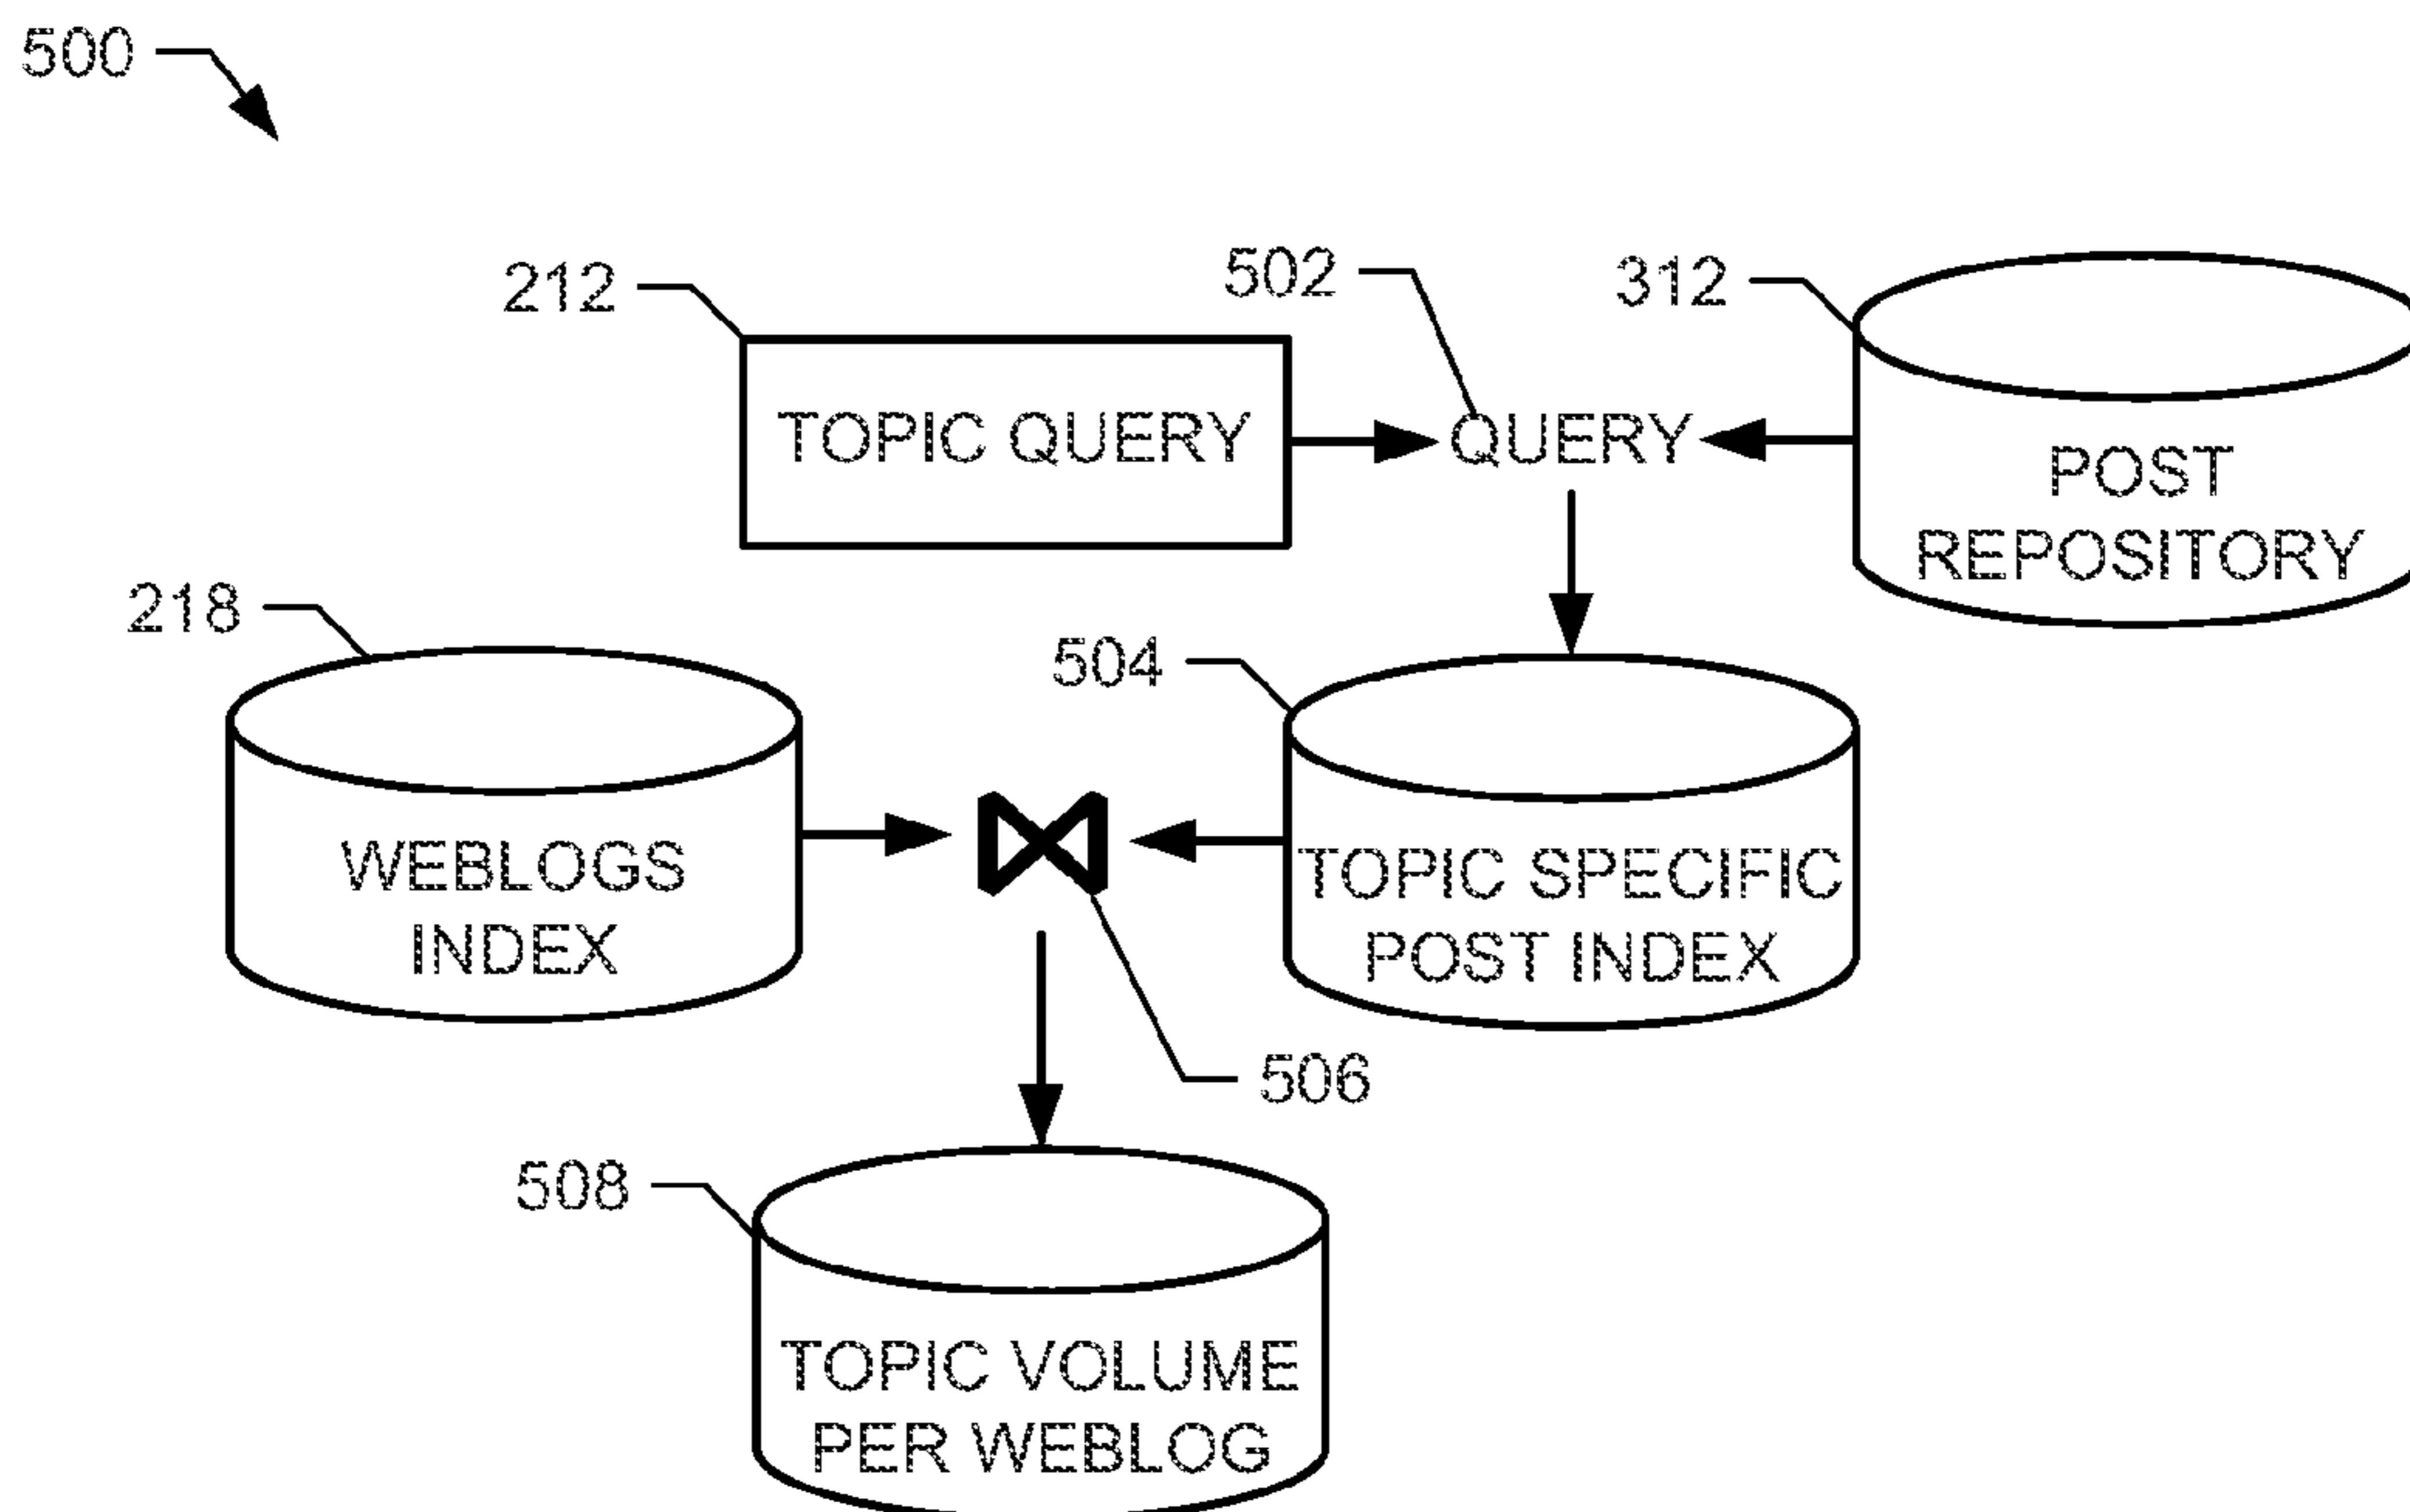 500
502
212
312
TOPIC QUERY
QUERY
POST
REPOSITORY
218
504
WEBLOGS
INDEX
TOPIC SPECIFIC
POST INDEX
506
508
TOPIC VOLUME
PER WEBLOG